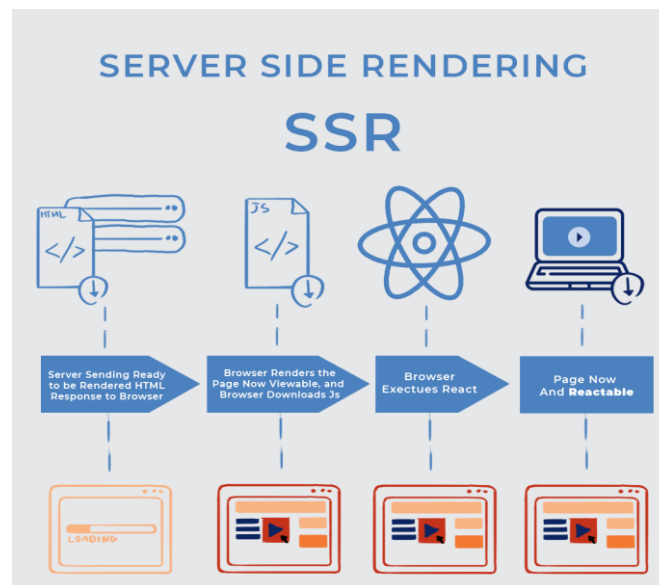 SERVER SIDE RENDERING
SSR
HTML
</>
JS
</>
Server Sending Ready
to be Rendered HTML
Response to Browser
Browser Renders the
Page Now Viewable, and
Browser Downloads Js
Browser
Exectues React
Page Now
And Reactable
LOADING